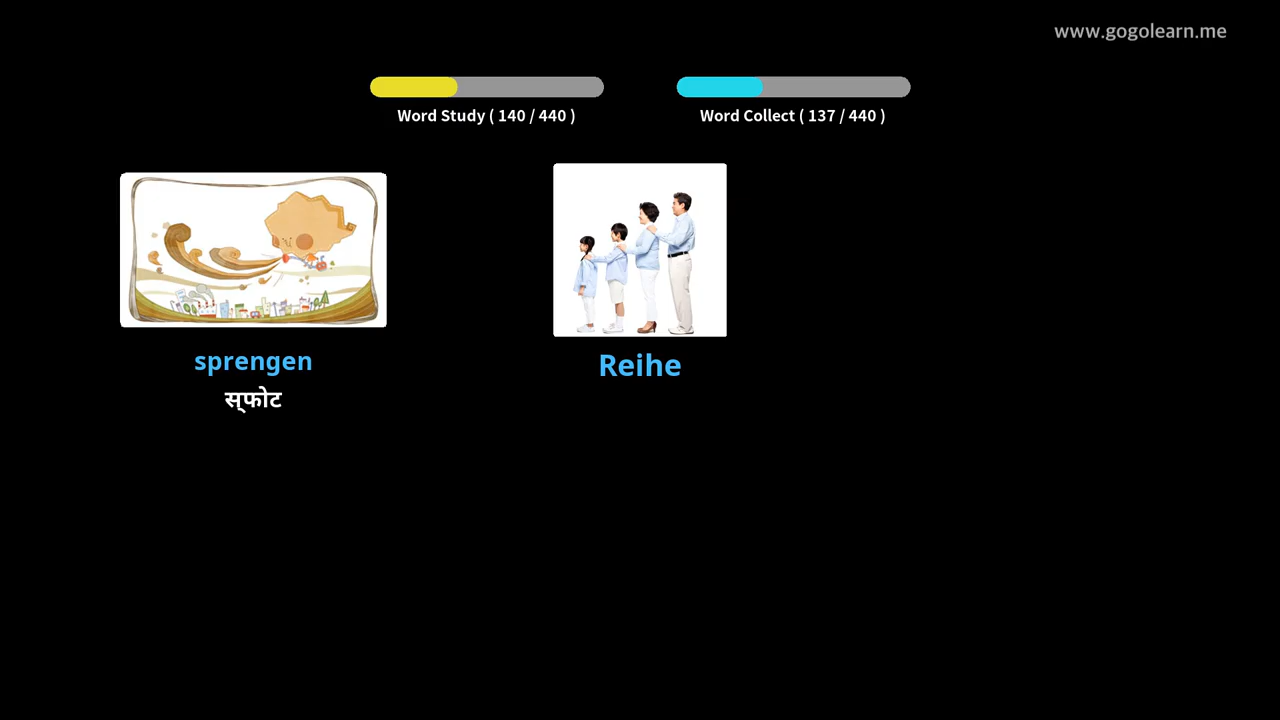 www.gogolearn.me
Word Study ( 140 / 440 )
Word Collect ( 137 / 440 )
sprengen
स्फोट
Reihe